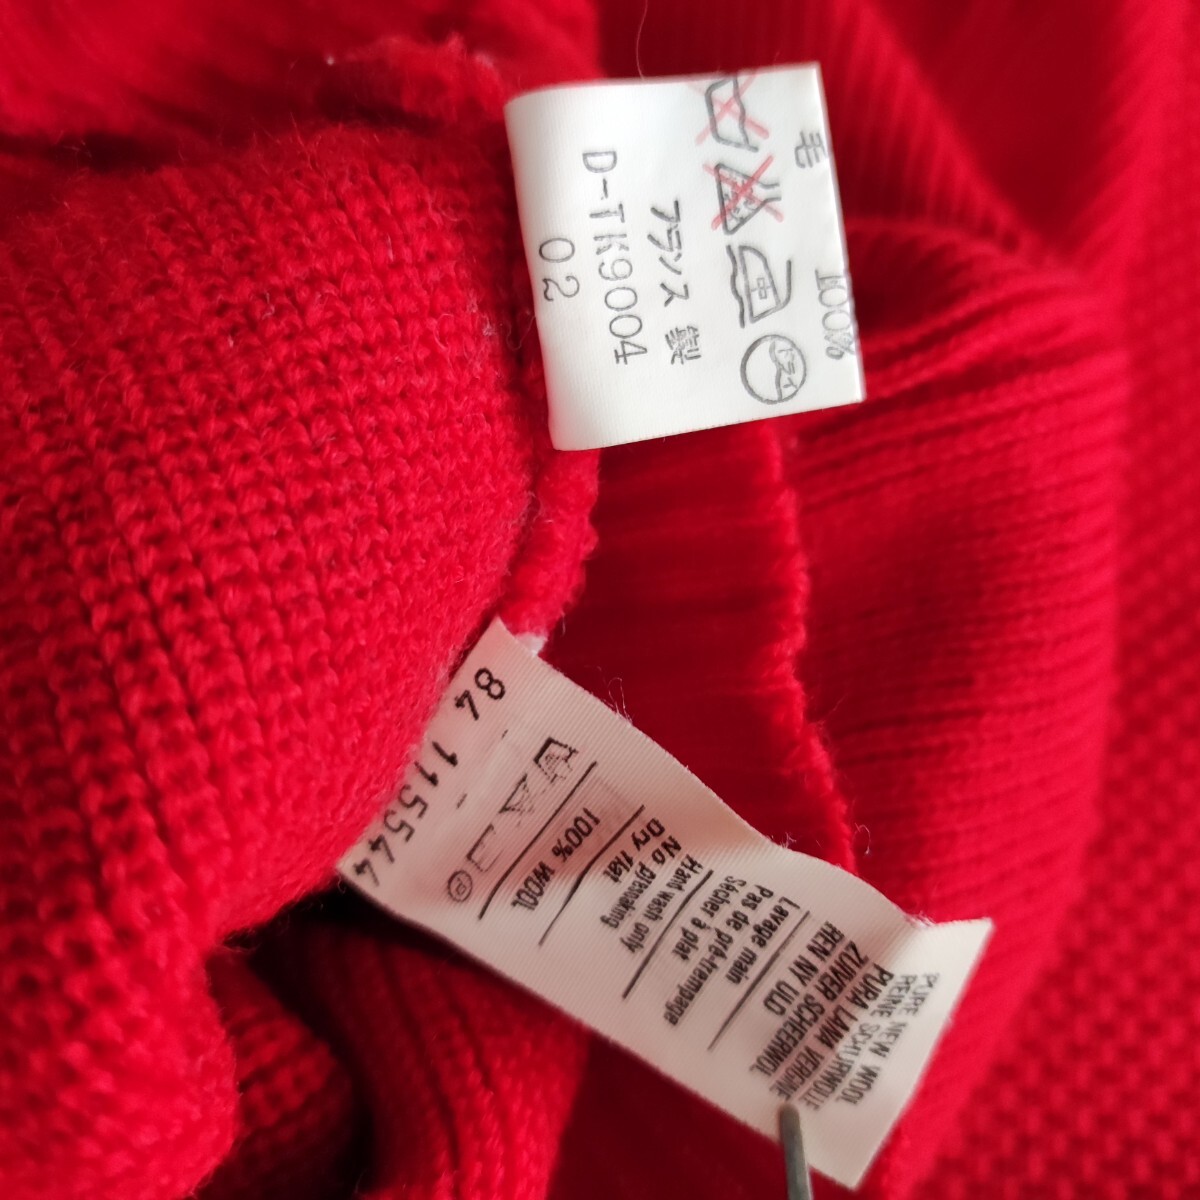 毛 100%
中
ドライ
フランス製
D-TK9004
02
84 115544
P
100% WOOL
Dry flat
No presoaking
Hand wash only
Sécher à plat
Pas de pré-trempage
Lavage main
REN NY ULD
ZUIVER SCHEERWOL
PURA LANA VERGINE
REINE SCHURWOLLE
PURE NEW WOOL